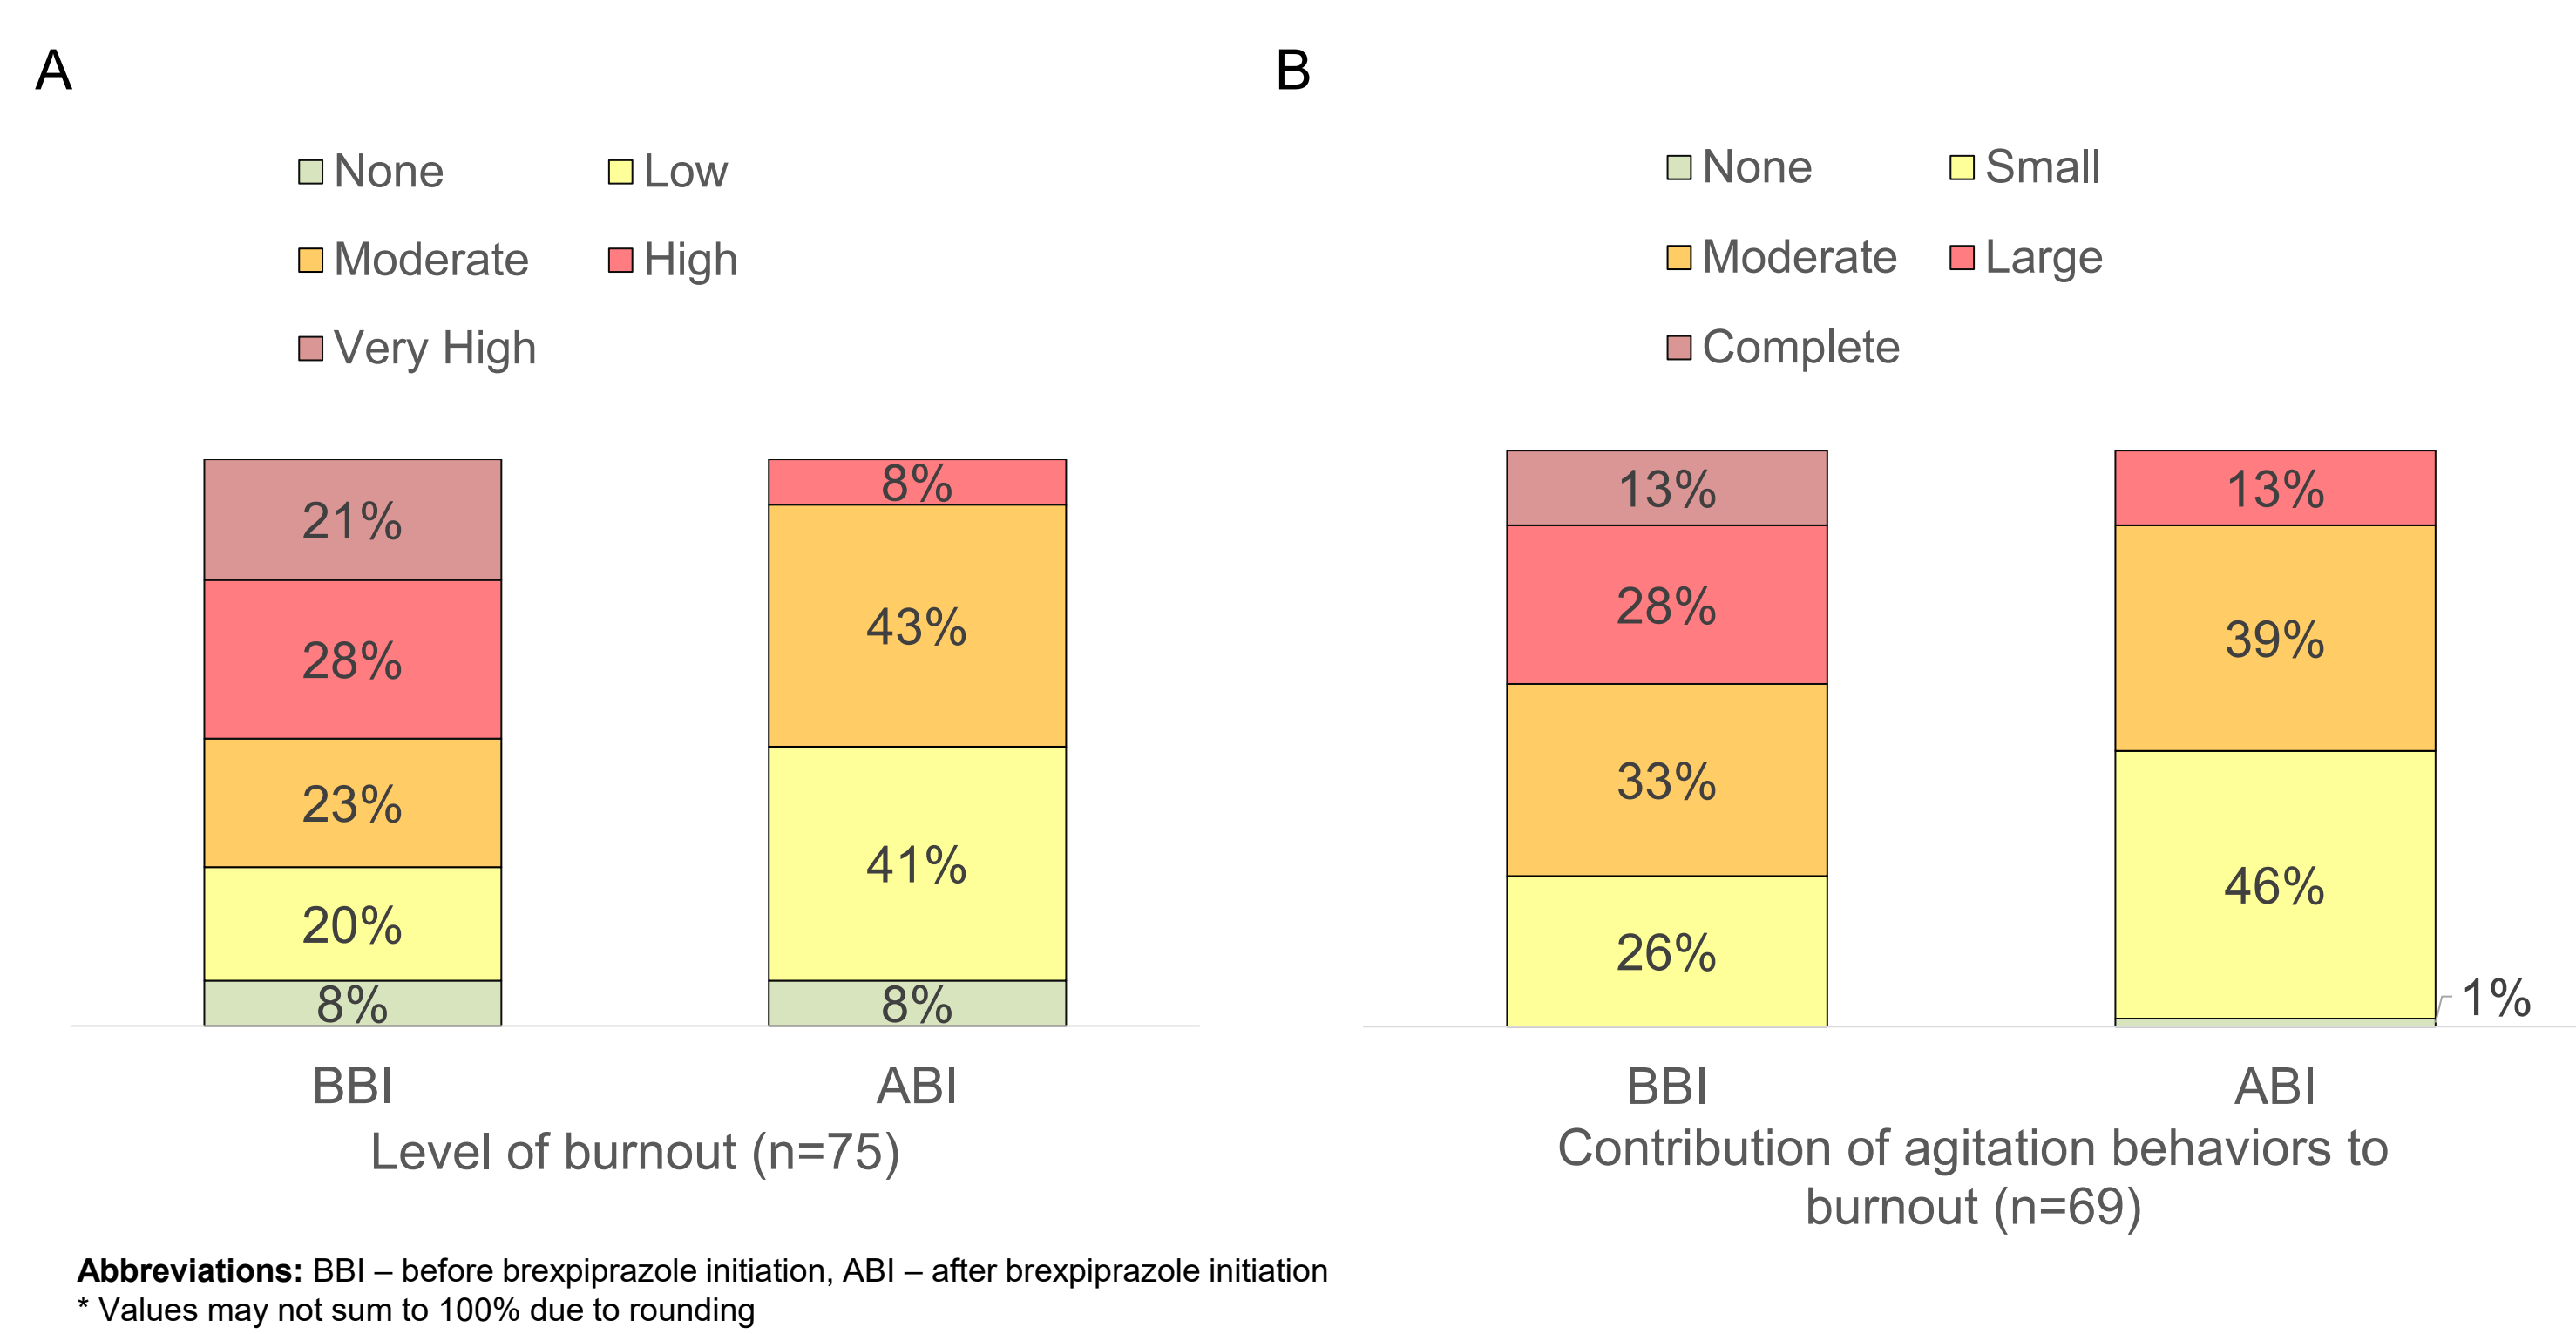 A
None
Low
Moderate
High
Very High
21%
28%
23%
20%
8%
8%
43%
41%
8%
BBI
ABI
Level of burnout (n=75)
B
None
Small
Moderate
Large
Complete
13%
28%
33%
26%
13%
39%
46%
1%
BBI
ABI
Contribution of agitation behaviors to
burnout (n=69)
Abbreviations: BBI – before brexpiprazole initiation, ABI – after brexpiprazole initiation
* Values may not sum to 100% due to rounding